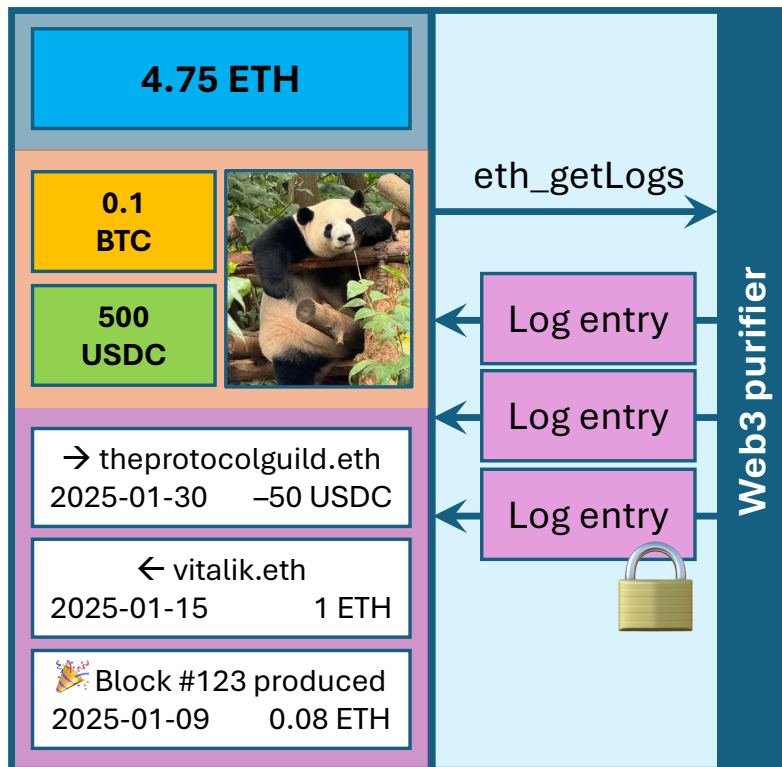 4.75 ETH
0.1
BTC
500
USDC
→ theprotocolguild.eth
2025-01-30 –50 USDC
← vitalik.eth
2025-01-15 1 ETH
🎉 Block #123 produced
2025-01-09 0.08 ETH
eth_getLogs
Log entry
Log entry
Log entry
Web3 purifier